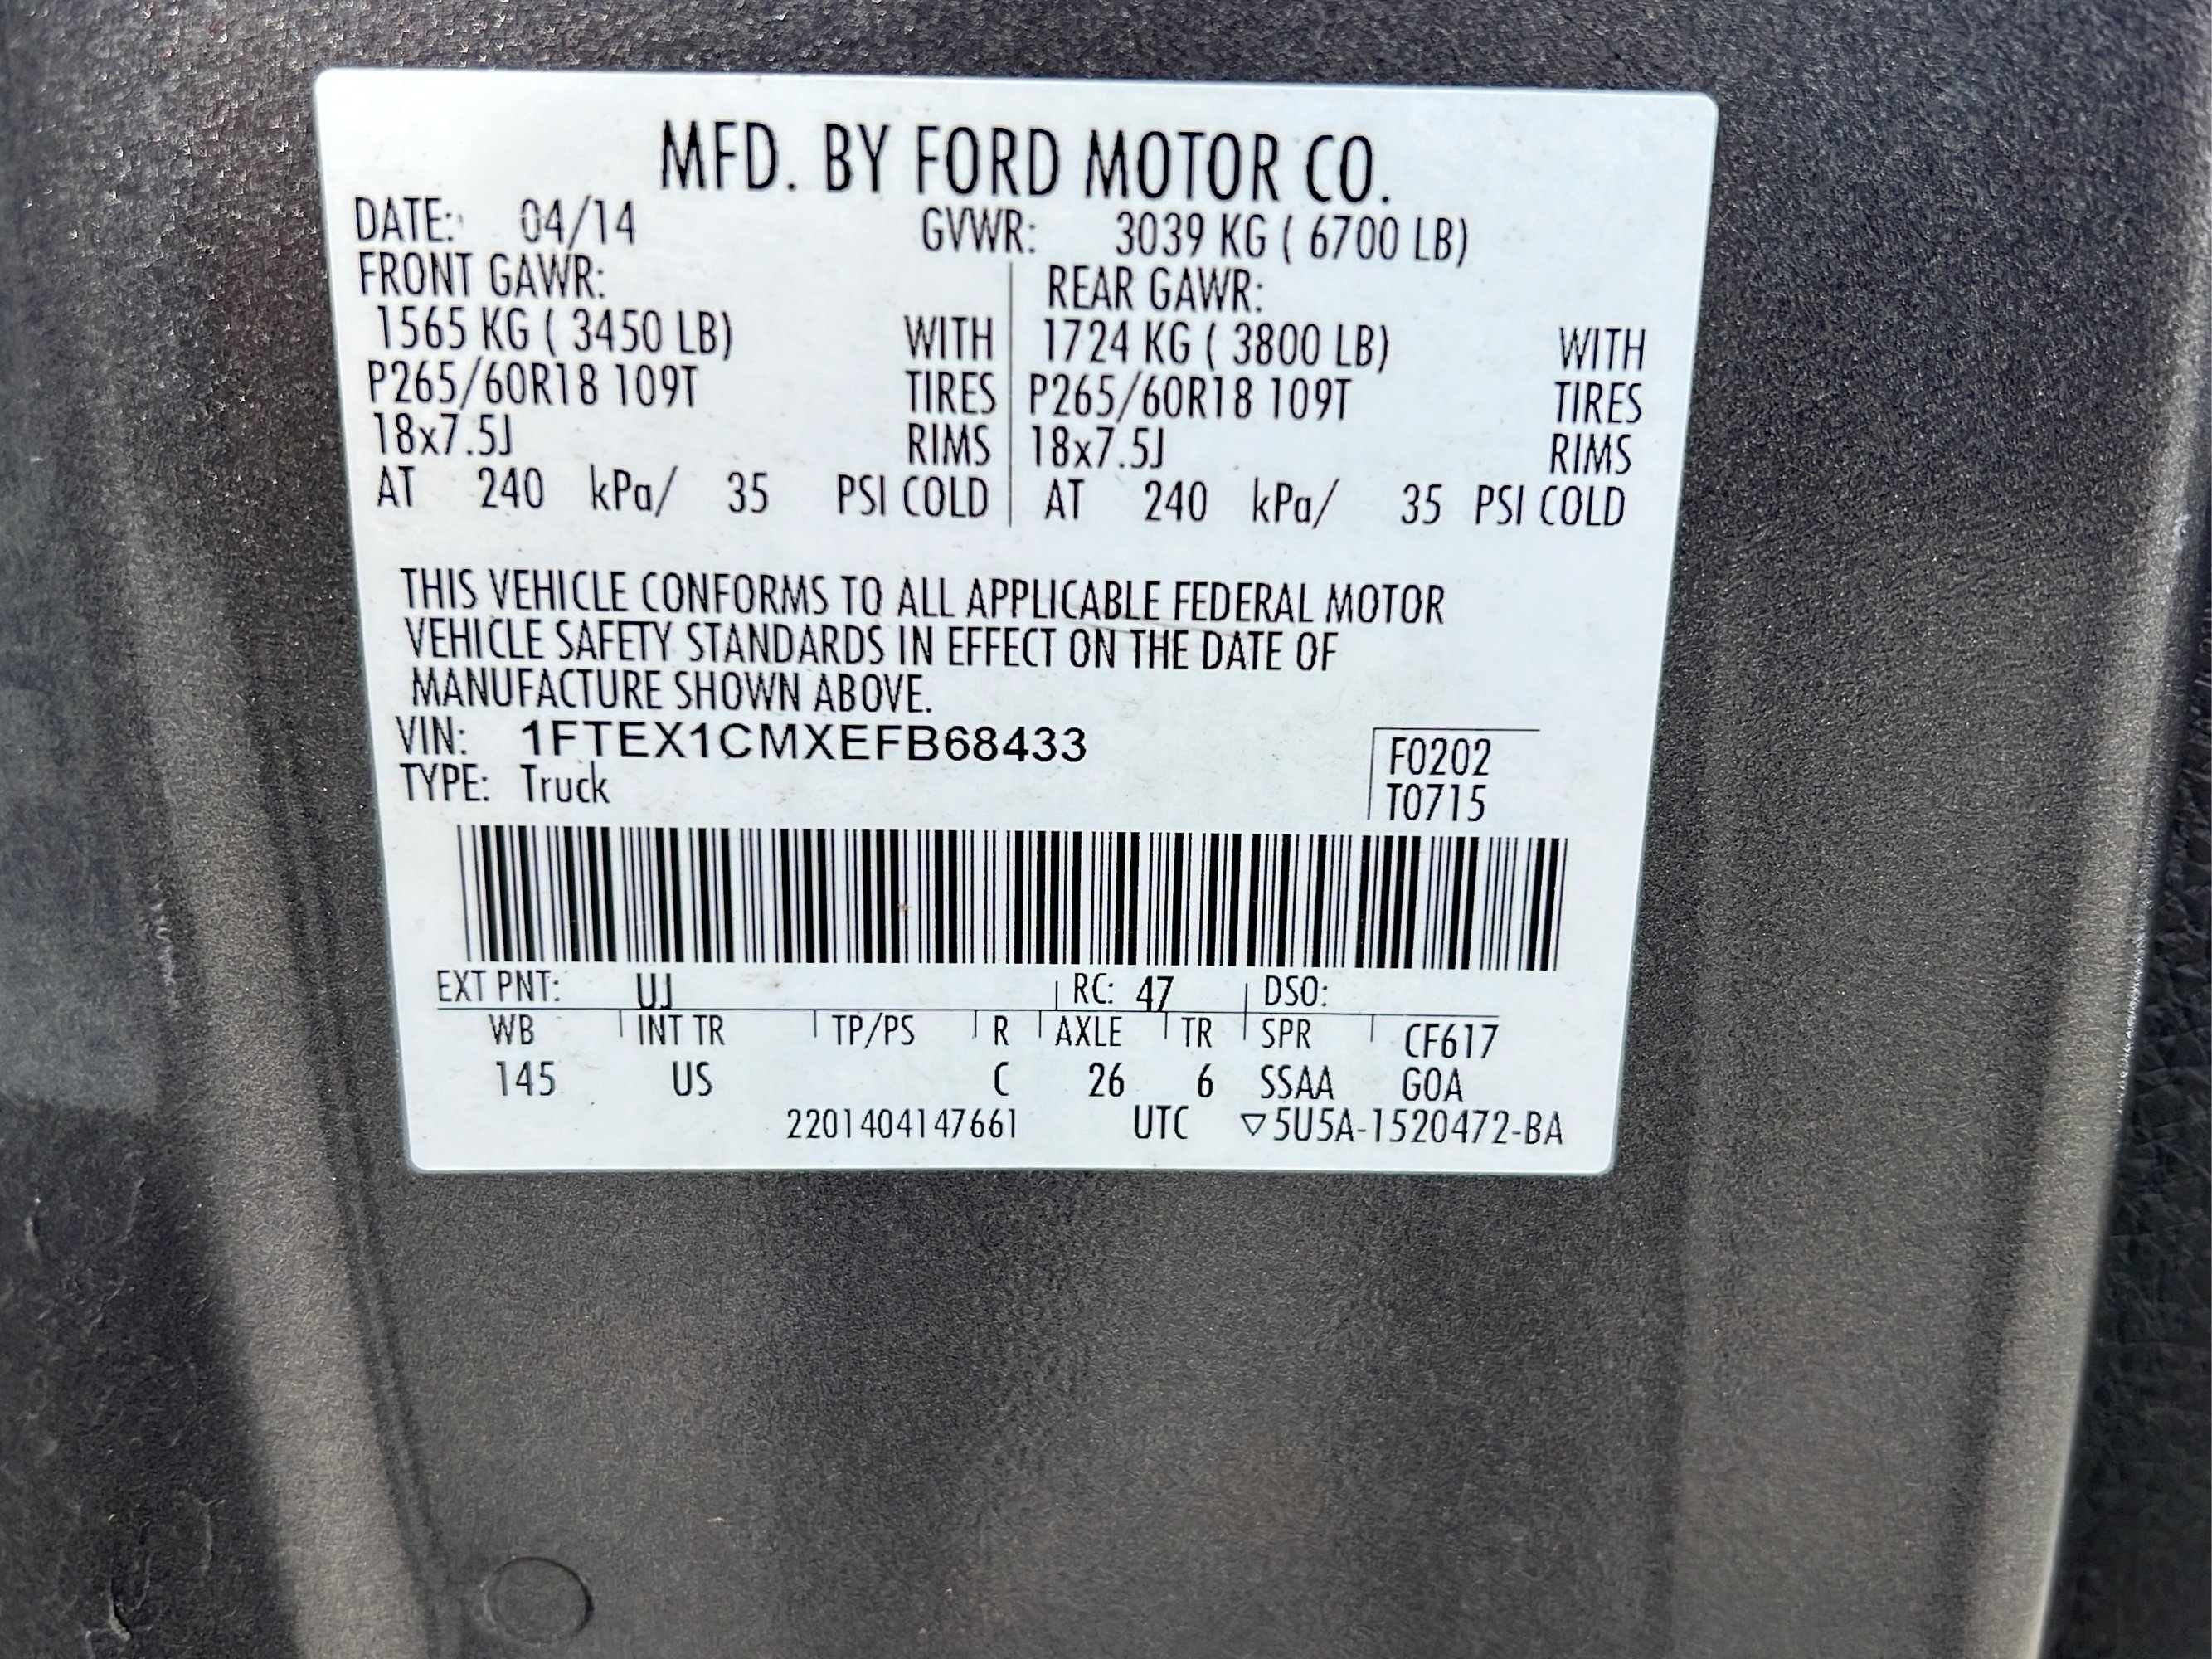 MFD. BY FORD MOTOR CO.
DATE: 04/14 GVWR: 3039 KG ( 6700 LB)
FRONT GAWR: REAR GAWR:
1565 KG ( 3450 LB) WITH 1724 KG ( 3800 LB) WITH
P265/60R18 109T TIRES P265/60R18 109T TIRES
18x7.5J RIMS 18x7.5J RIMS
AT 240 kPa/ 35 PSI COLD AT 240 kPa/ 35 PSI COLD
THIS VEHICLE CONFORMS TO ALL APPLICABLE FEDERAL MOTOR
VEHICLE SAFETY STANDARDS IN EFFECT ON THE DATE OF
MANUFACTURE SHOWN ABOVE.
VIN: 1FTEX1CMXEFB68433
F0202
TYPE: Truck
T0715
EXT PNT: UJ RC: 47 DSO:
WB INT TR TP/PS R AXLE TR SPR CF617
145 US C 26 6 SSAA GOA
2201404147661 UTC ▽5U5A-1520472-BA